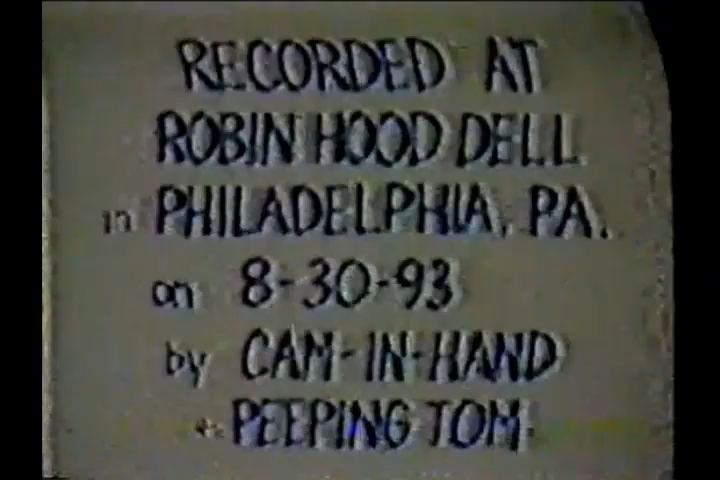 RECORDED AT
ROBIN HOOD DELL
in PHILADELPHIA, PA.
on 8-30-93
by CAM-IN-HAND
+ PEEPING TOM